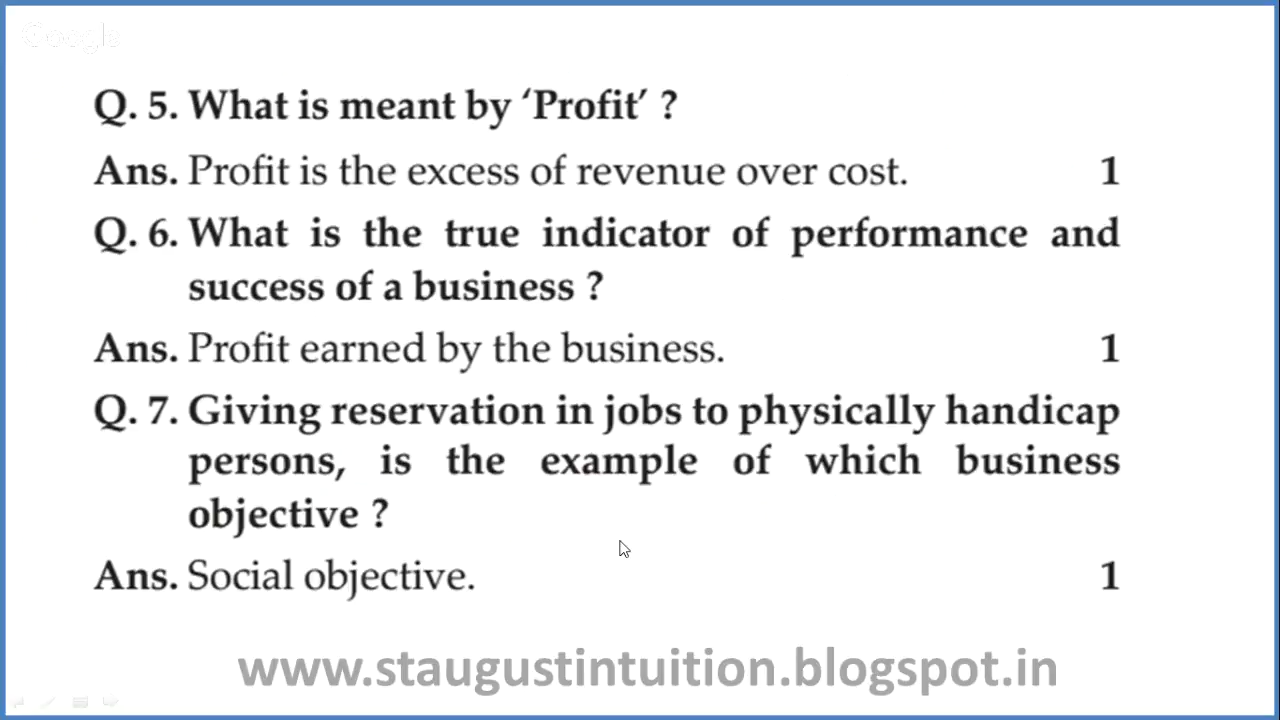 Google
Q. 5. What is meant by ‘Profit’ ?
Ans. Profit is the excess of revenue over cost. 1
Q. 6. What is the true indicator of performance and
success of a business ?
Ans. Profit earned by the business. 1
Q. 7. Giving reservation in jobs to physically handicap
persons, is the example of which business
objective ?
Ans. Social objective. 1
www.staugustintuition.blogspot.in